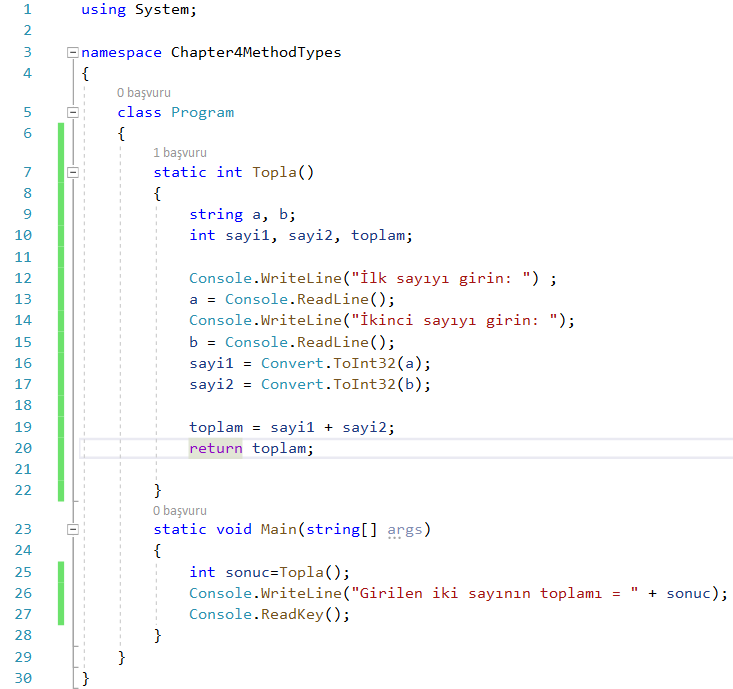 1 using System;
2
3 namespace Chapter4MethodTypes
4 {
0 başvuru
5 class Program
6 {
1 başvuru
7 static int Topla()
8 {
9 string a, b;
10 int sayi1, sayi2, toplam;
11
12 Console.WriteLine("İlk sayıyı girin: ") ;
13 a = Console.ReadLine();
14 Console.WriteLine("İkinci sayıyı girin: ");
15 b = Console.ReadLine();
16 sayi1 = Convert.ToInt32(a);
17 sayi2 = Convert.ToInt32(b);
18
19 toplam = sayi1 + sayi2;
20 return toplam;
21
22 }
0 başvuru
23 static void Main(string[] args)
24 {
25 int sonuc=Topla();
26 Console.WriteLine("Girilen iki sayının toplamı = " + sonuc);
27 Console.ReadKey();
28 }
29 }
30 }